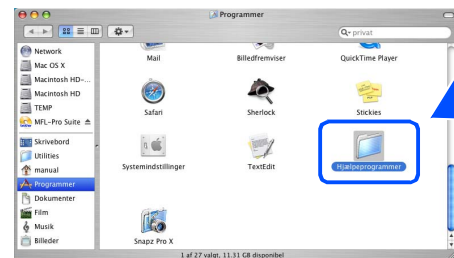 Programmer
privat
Network
Mac OS X
Macintosh HD-...
Macintosh HD
TEMP
MFL-Pro Suite
Skrivebord
Utilities
manual
Programmer
Dokumenter
Film
Musik
Billeder
Mail
Billedfremviser
QuickTime Player
Safari
Sherlock
Stickies
Systemindstillinger
TextEdit
Hjælpeprogrammer
Snapz Pro X
1 af 27 valgt, 11.31 GB disponibel